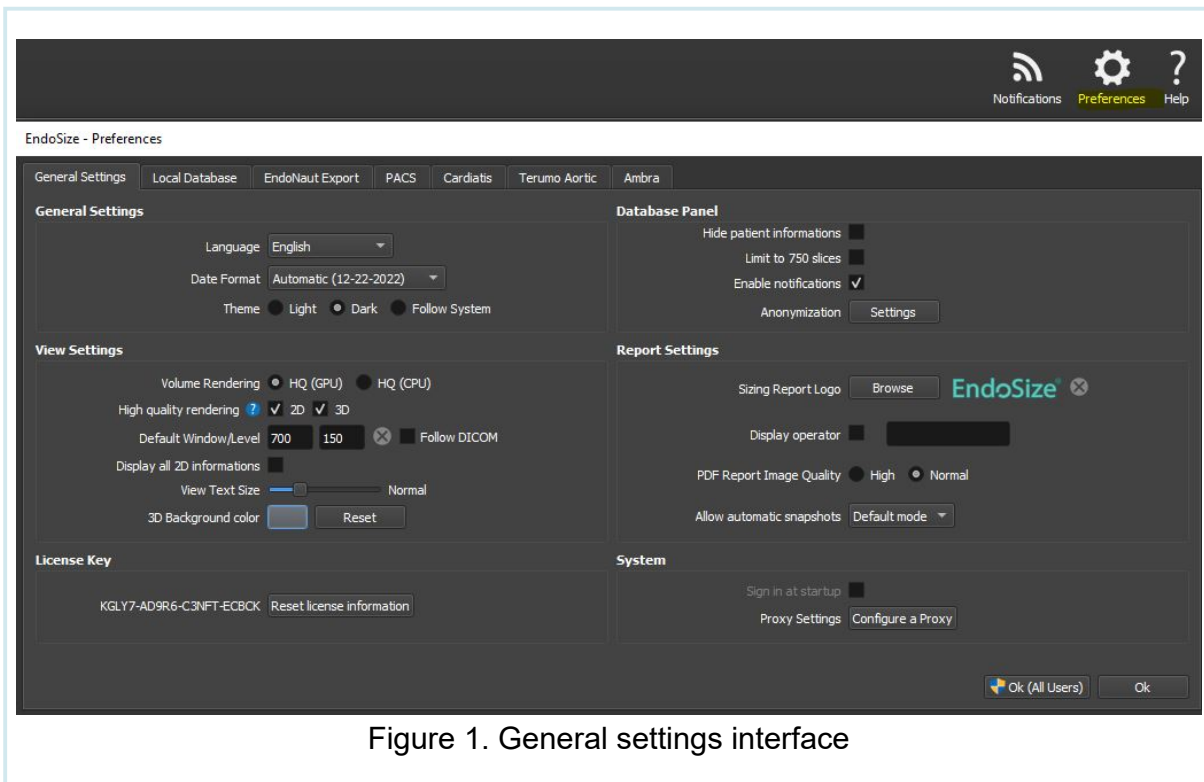 Notifications Preferences Help
EndoSize - Preferences
General Settings Local Database EndoNaut Export PACS Cardiatis Terumo Aortic Ambra
General Settings
Language English
Date Format Automatic (12-22-2022)
Theme Light Dark Follow System
Database Panel
Hide patient informations
Limit to 750 slices
Enable notifications
Anonymization Settings
View Settings
Volume Rendering HQ (GPU) HQ (CPU)
High quality rendering ? 2D 3D
Default Window/Level 700 150 Follow DICOM
Display all 2D informations
View Text Size Normal
3D Background color Reset
Report Settings
Sizing Report Logo Browse EndoSize
Display operator
PDF Report Image Quality High Normal
Allow automatic snapshots Default mode
License Key
KGLY7-AD9R6-C3NFT-ECBCK Reset license information
System
Sign in at startup
Proxy Settings Configure a Proxy
Ok (All Users) Ok
Figure 1. General settings interface